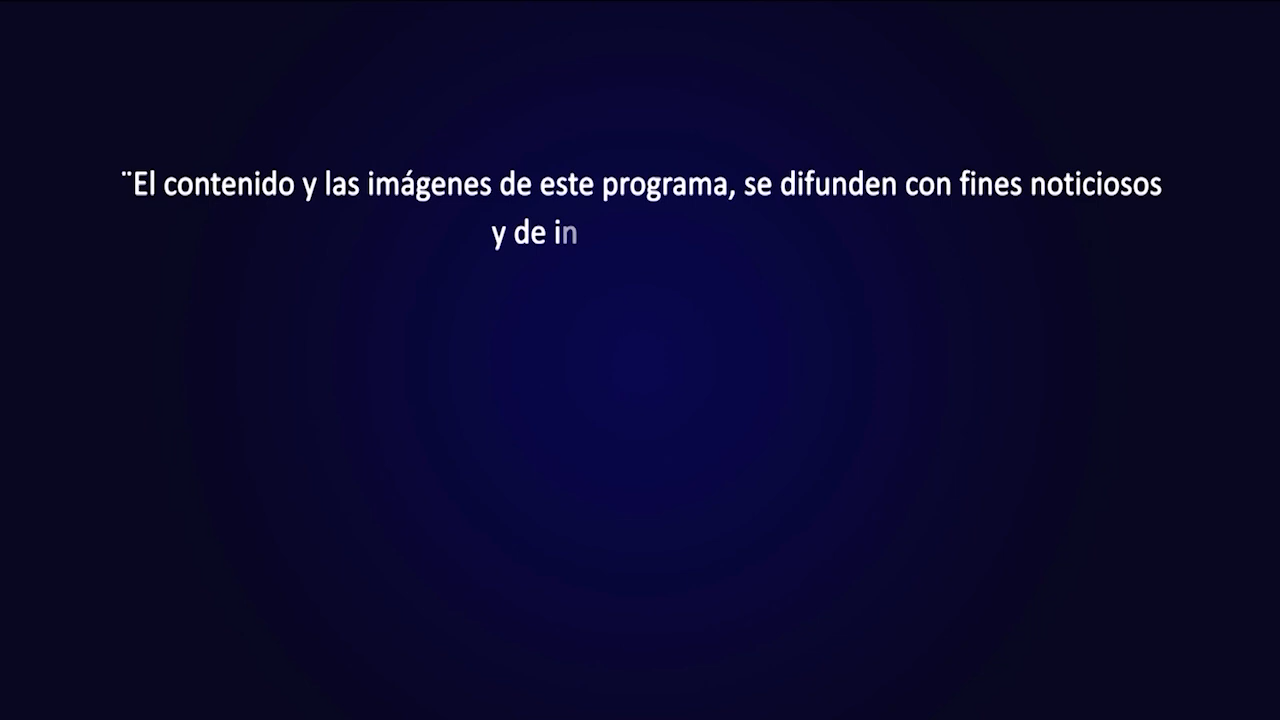 ¨El contenido y las imágenes de este programa, se difunden con fines noticiosos
y de in